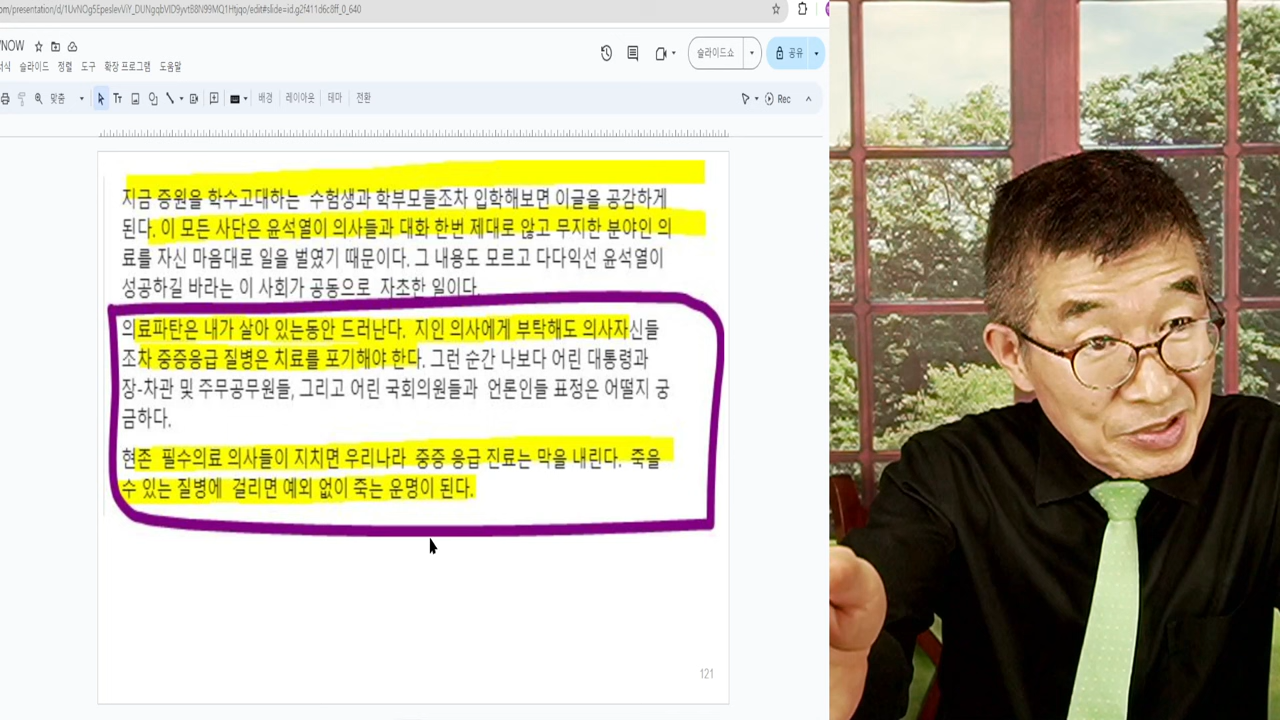 com/presentation/d/1UvNOg5EpeslevViY_DUNgqbVlD9yvtB8N99MQ1Htjqo/edit#slide=id.g2f411d6c8ff_0_640
NOW
서식 슬라이드 정렬 도구 확장 프로그램 도움말
슬라이드쇼
공유
맞춤
배경 레이아웃 테마 전환
Rec
지금 증원을 학수고대하는 수험생과 학부모들조차 입학해보면 이글을 공감하게
된다. 이 모든 사단은 윤석열이 의사들과 대화 한번 제대로 않고 무지한 분야인 의
료를 자신 마음대로 일을 벌였기 때문이다. 그 내용도 모르고 다다익선 윤석열이
성공하길 바라는 이 사회가 공동으로 자초한 일이다.
의료파탄은 내가 살아 있는동안 드러난다. 지인 의사에게 부탁해도 의사자신들
조차 중증응급 질병은 치료를 포기해야 한다. 그런 순간 나보다 어린 대통령과
장-차관 및 주무공무원들, 그리고 어린 국회의원들과 언론인들 표정은 어떨지 궁
금하다.
현존 필수의료 의사들이 지치면 우리나라 중증 응급 진료는 막을 내린다. 죽을
수 있는 질병에 걸리면 예외 없이 죽는 운명이 된다.
121